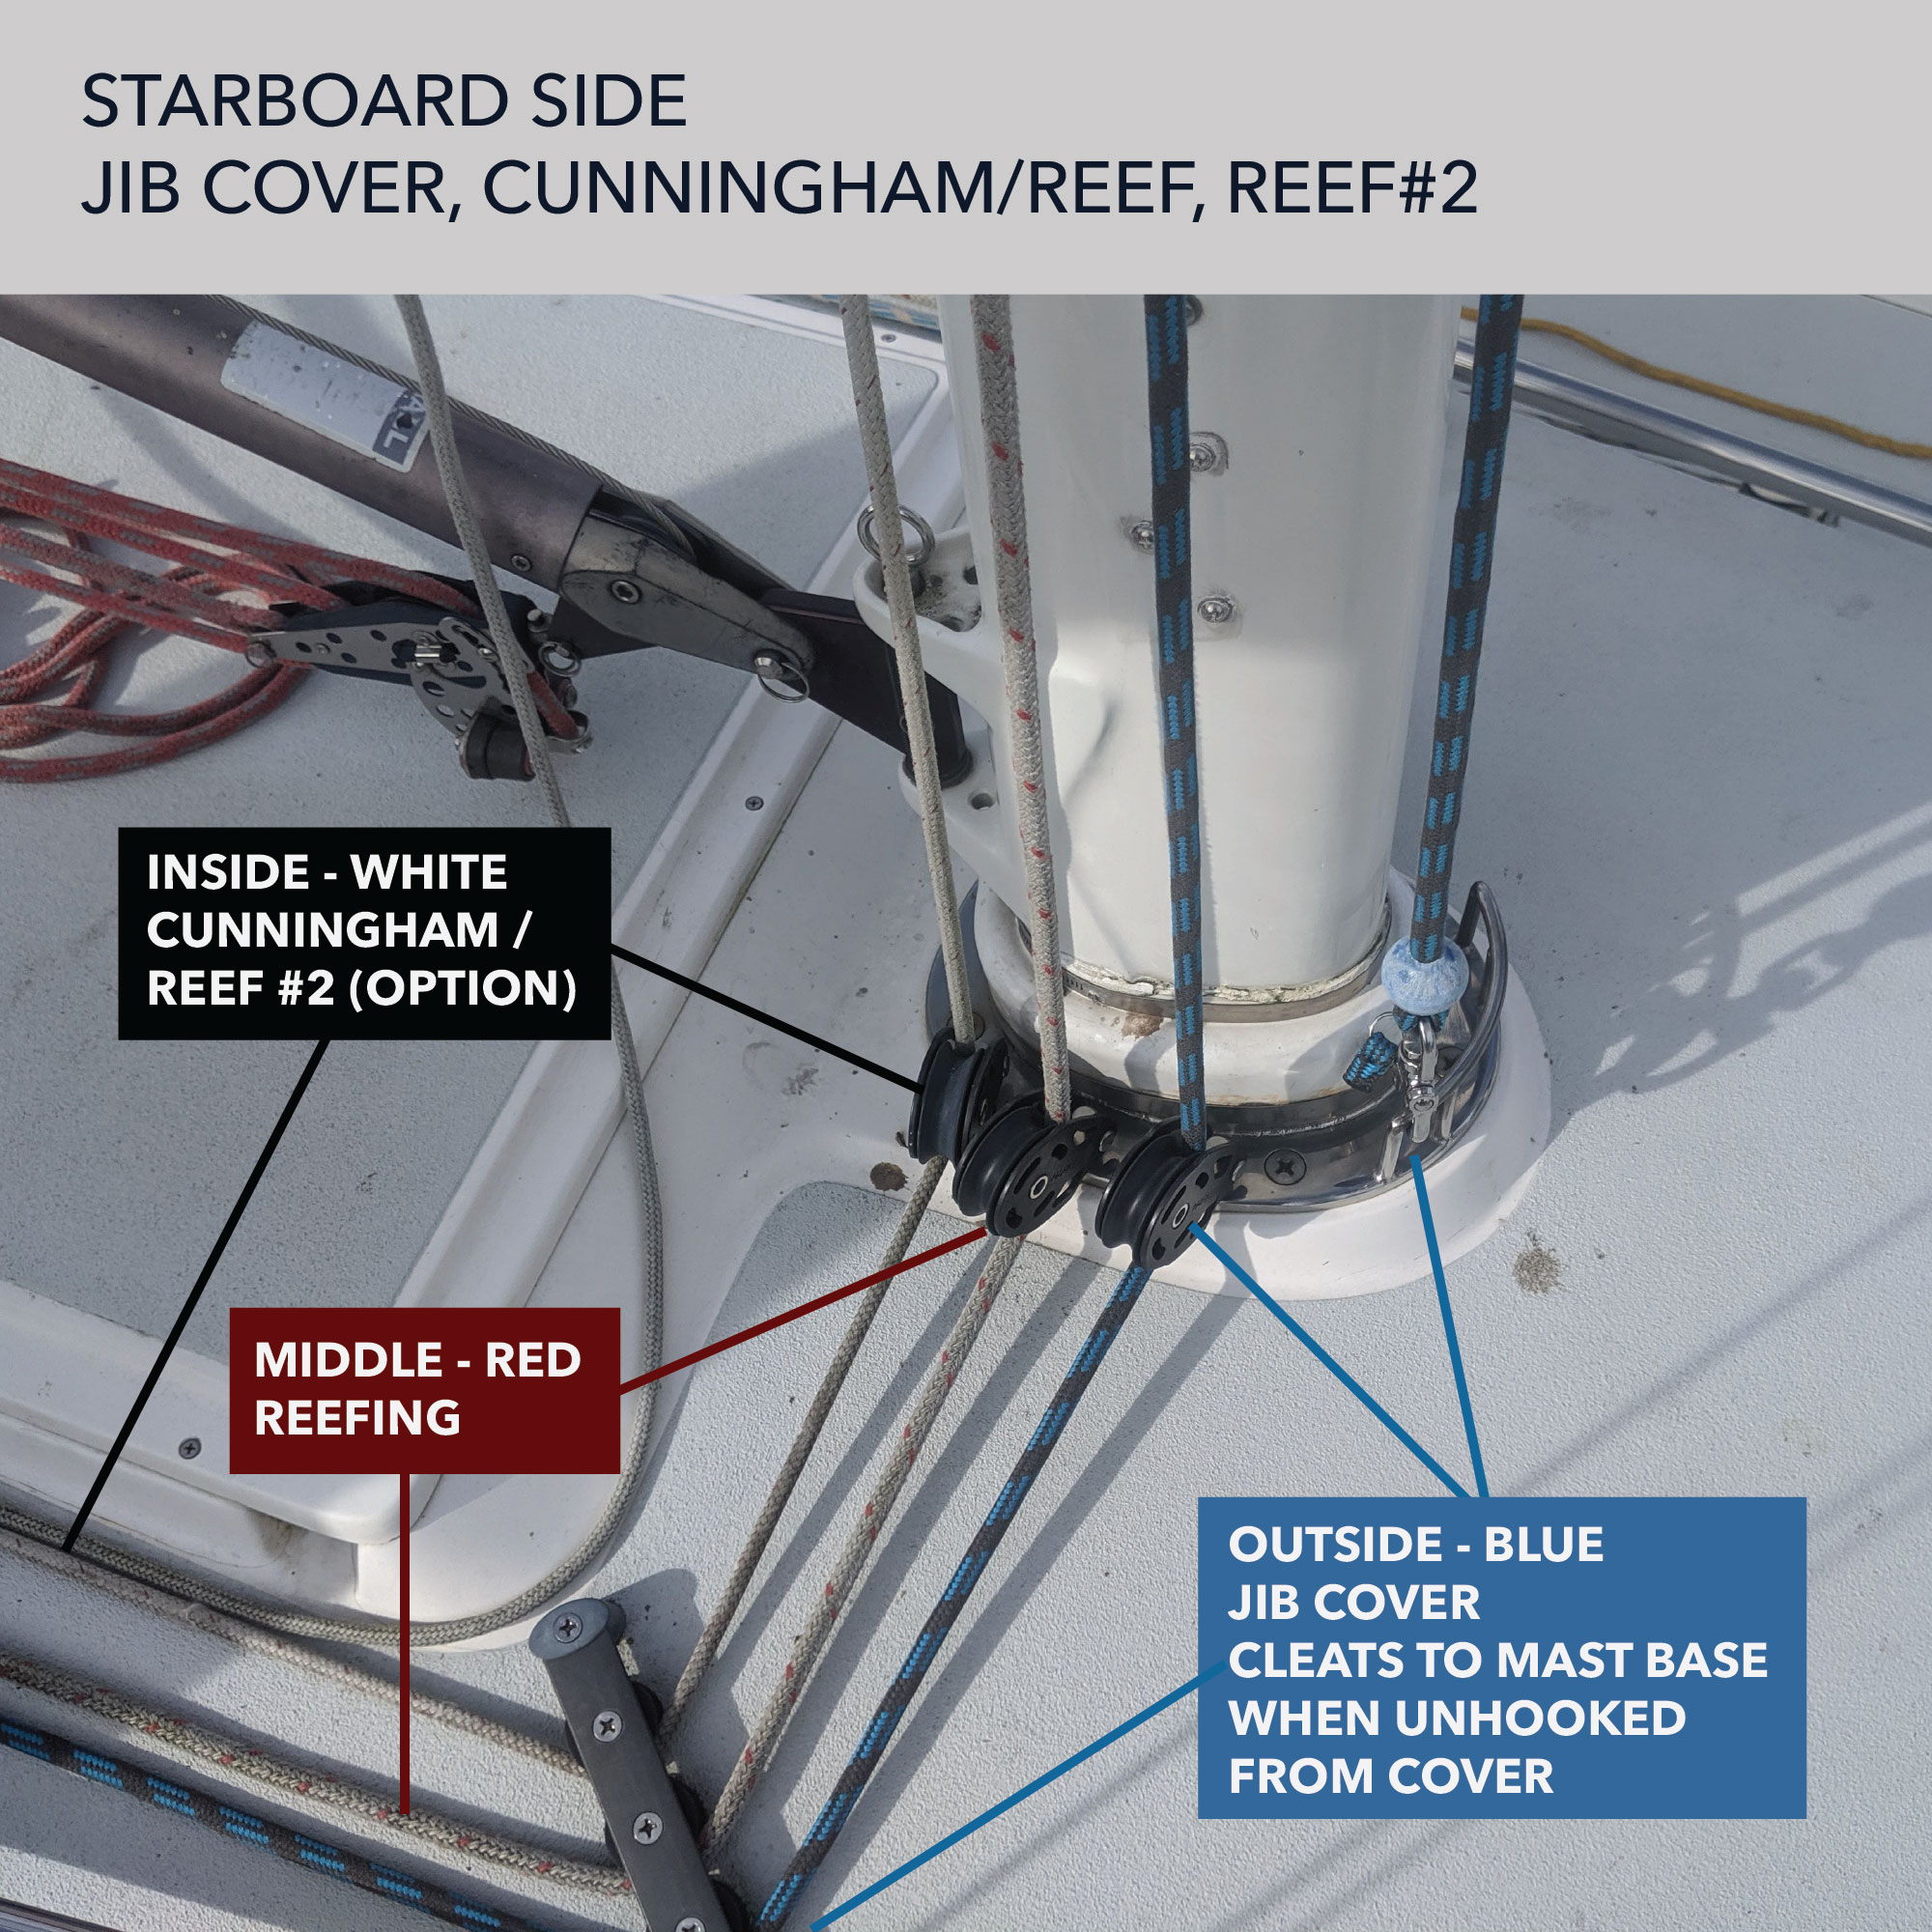 STARBOARD SIDE
JIB COVER, CUNNINGHAM/REEF, REEF#2
INSIDE - WHITE
CUNNINGHAM /
REEF #2 (OPTION)
MIDDLE - RED
REEFING
OUTSIDE - BLUE
JIB COVER
CLEATS TO MAST BASE
WHEN UNHOOKED
FROM COVER